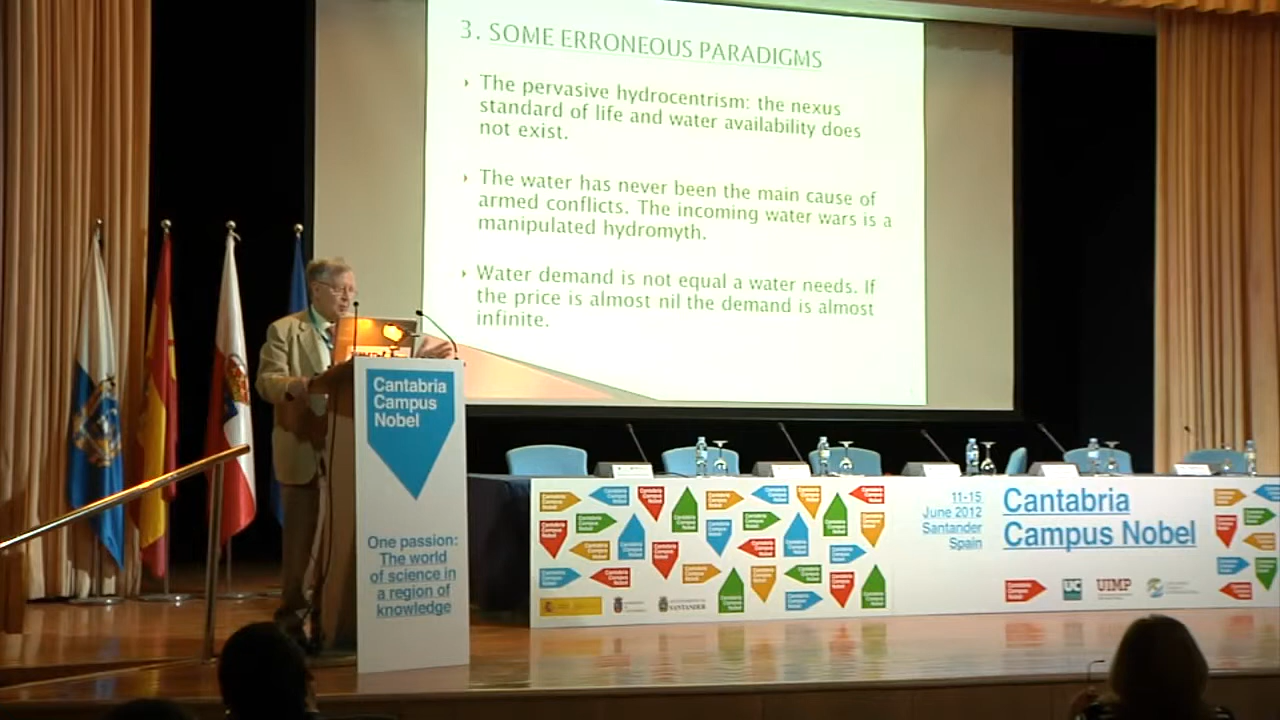 3. SOME ERRONEOUS PARADIGMS
The pervasive hydrocentrism: the nexus
standard of life and water availability does
not exist.
The water has never been the main cause of
armed conflicts. The incoming water wars is a
manipulated hydromyth.
Water demand is not equal a water needs. If
the price is almost nil the demand is almost
infinite.
Cantabria
Campus
Nobel
One passion:
The world
of science in
a region of
knowledge
11-15
June 2012
Santander
Spain
Cantabria
Campus Nobel
UC
UIMP
SANTANDER